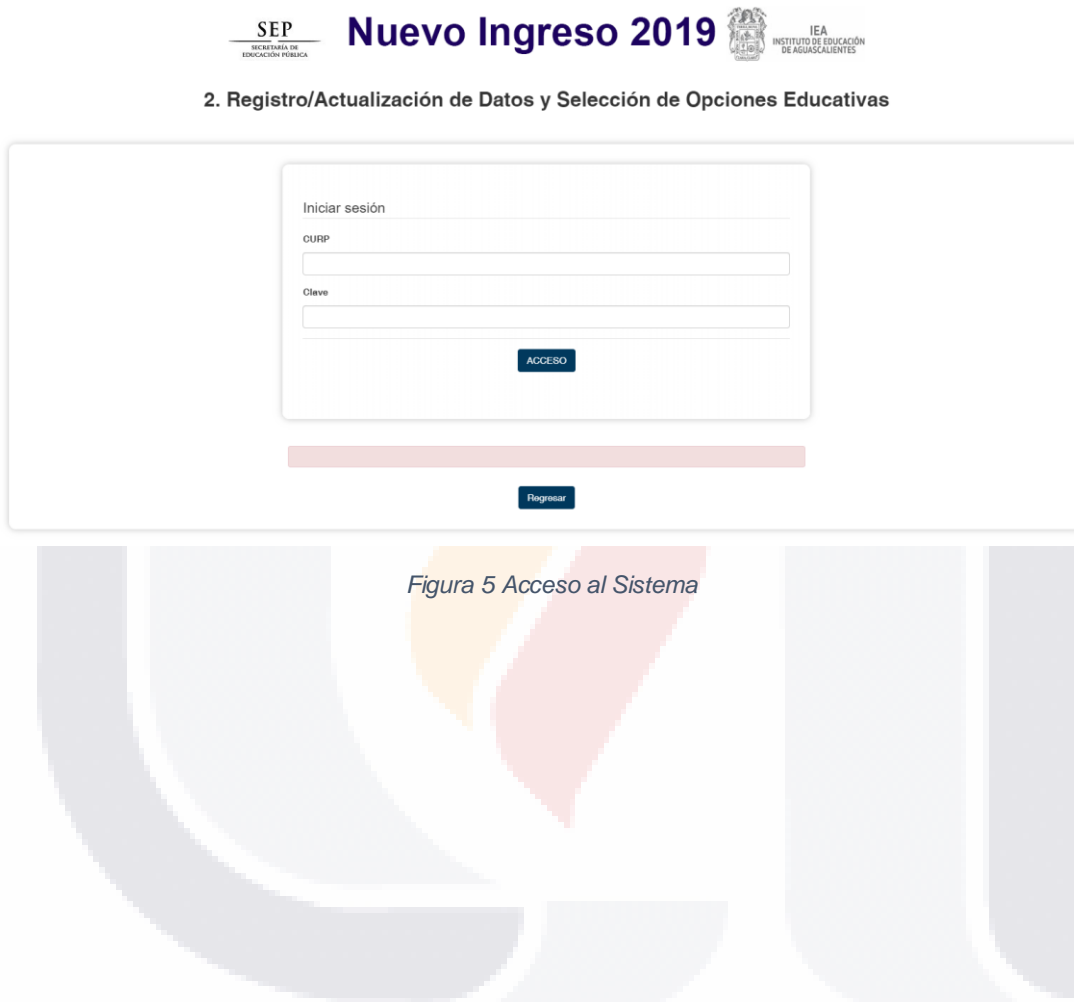 SEP
SECRETARÍA DE
EDUCACIÓN PÚBLICA
Nuevo Ingreso 2019
IEA
INSTITUTO DE EDUCACIÓN
DE AGUASCALIENTES
2. Registro/Actualización de Datos y Selección de Opciones Educativas
Iniciar sesión
CURP
Clave
ACCESO
Regresar
Figura 5 Acceso al Sistema